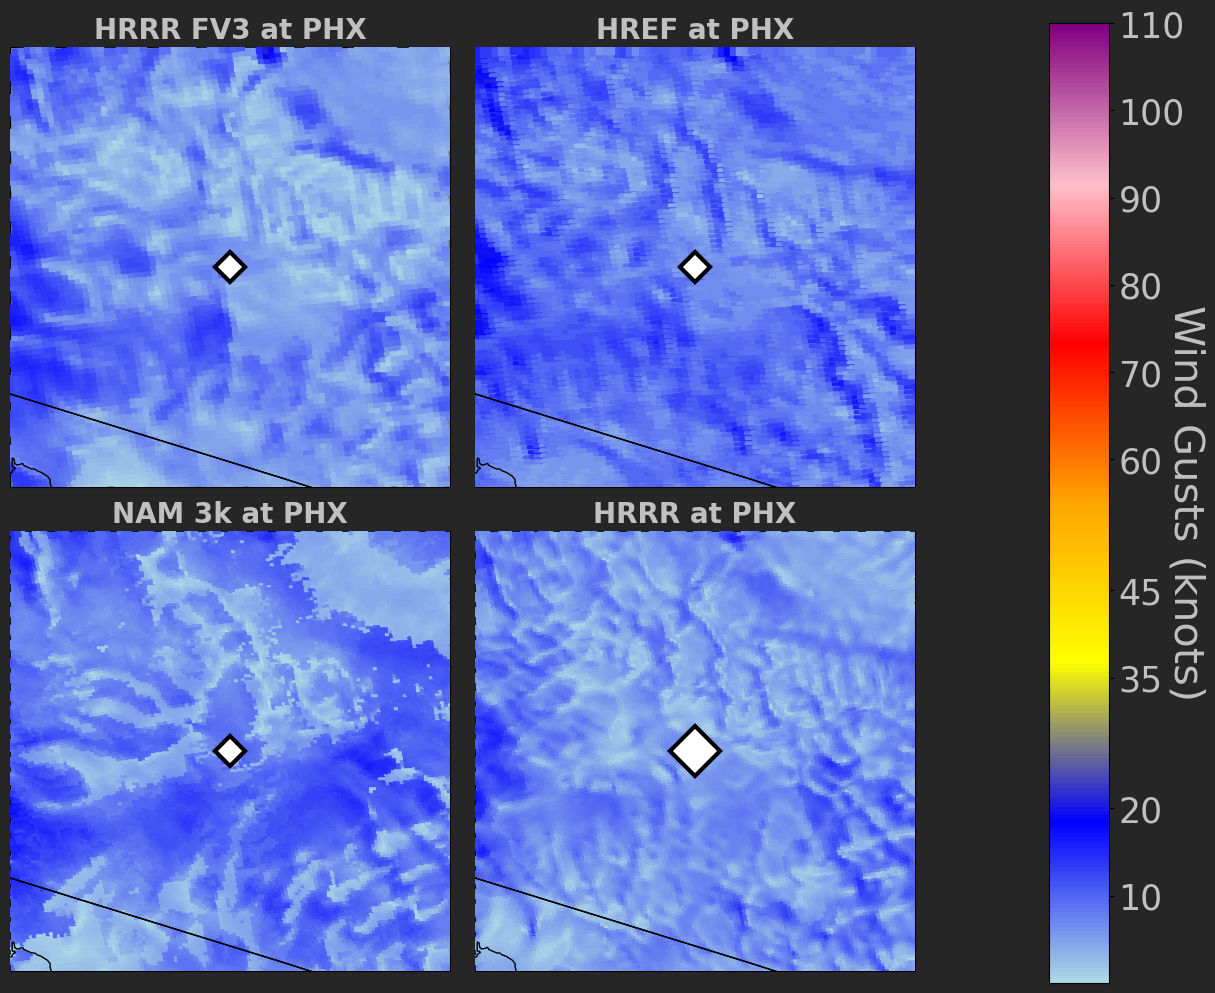 HRRR FV3 at PHX
HREF at PHX
NAM 3k at PHX
HRRR at PHX
110
100
90
80
70
60
45
35
20
10
Wind Gusts (knots)